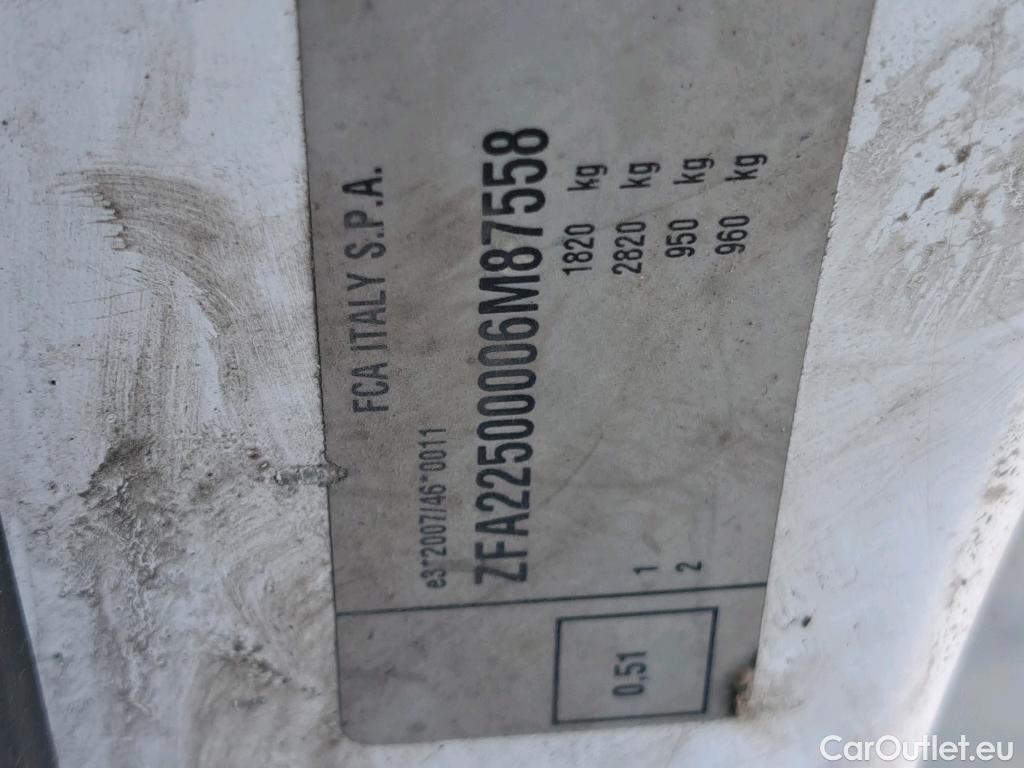 FCA ITALY S.P.A.
e3*2007/46*0011
ZFA2250006M87558
1820 kg
2820 kg
1 950 kg
2 960 kg
0,51
CarOutlet.eu